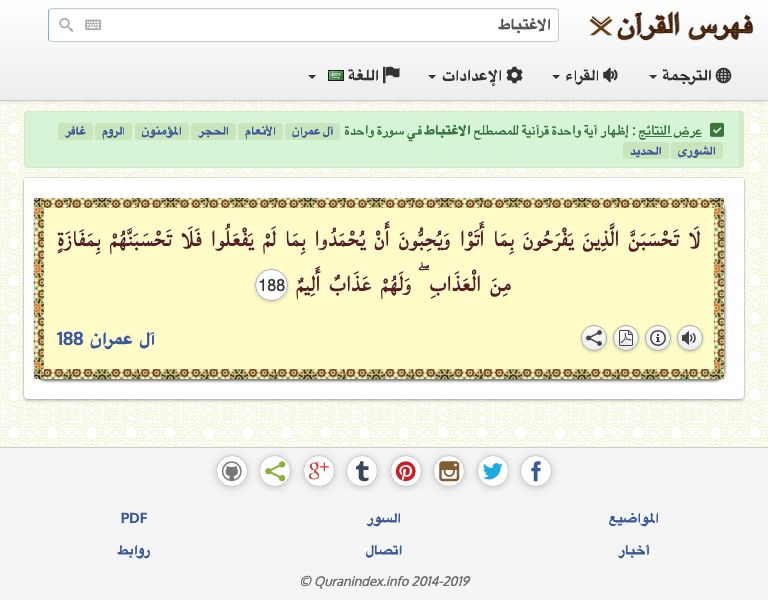 فهرس القرآن
الاغتباط
الترجمة القراء الإعدادات اللغة
عرض النتائج : إظهار آية واحدة قرآنية للمصطلح الاغتباط في سورة واحدة آل عمران الأنعام الحجر المؤمنون الروم غافر
الشورى الحديد
لَا تَحْسَبَنَّ الَّذِينَ يَفْرَحُونَ بِمَا أَتَوْا وَيُحِبُّونَ أَنْ يُحْمَدُوا بِمَا لَمْ يَفْعَلُوا فَلَا تَحْسَبَنَّهُمْ بِمَفَازَةٍ
مِنَ الْعَذَابِ ۖ وَلَهُمْ عَذَابٌ أَلِيمٌ 188
آل عمران 188
المواضيع السور PDF
أخبار اتصال روابط
© Quranindex.info 2014-2019